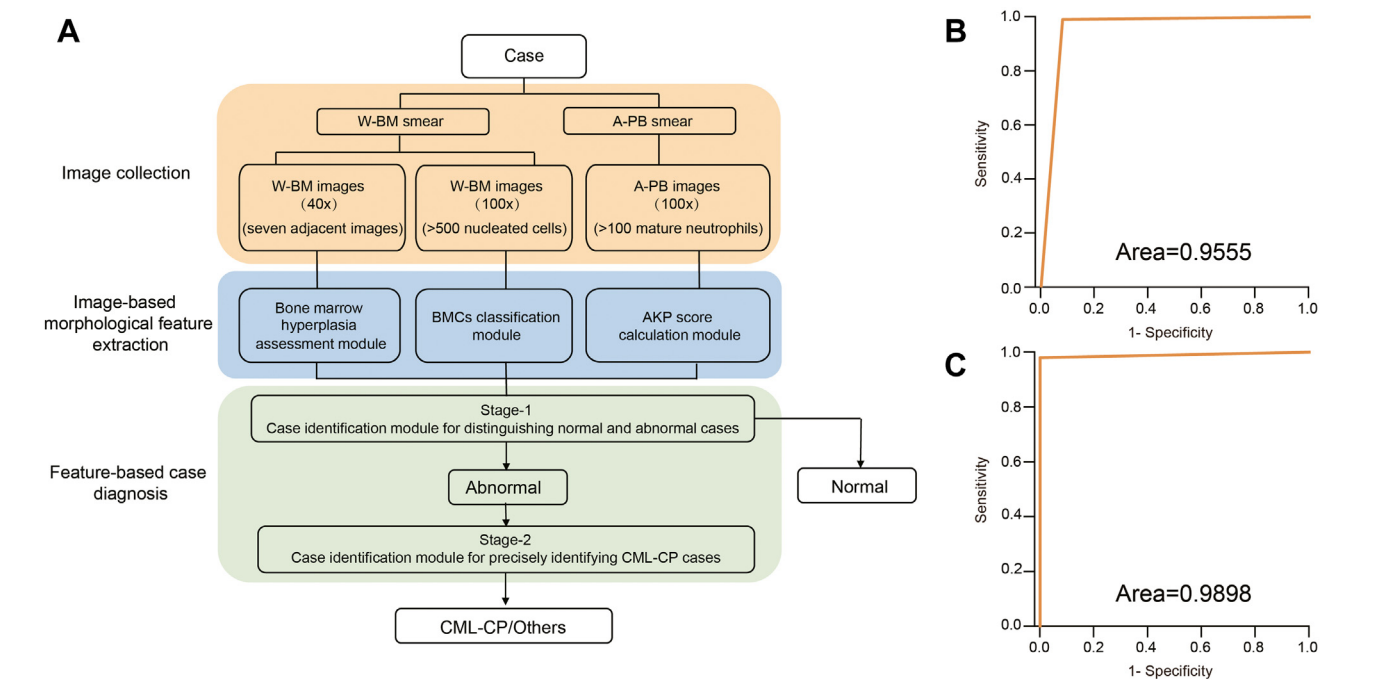 A
Case
W-BM smear
A-PB smear
Image collection
W-BM images
（40x）
(seven adjacent images)
W-BM images
（100x）
(>500 nucleated cells)
A-PB images
（100x）
(>100 mature neutrophils)
Image-based
morphological feature
extraction
Bone marrow
hyperplasia
assessment module
BMCs classification
module
AKP score
calculation module
Feature-based case
diagnosis
Stage-1
Case identification module for distinguishing normal and abnormal cases
Abnormal
Normal
Stage-2
Case identification module for precisely identifying CML-CP cases
CML-CP/Others
B
Sensitivity
1.0
0.8
0.6
0.4
0.2
0.0
Area=0.9555
0.0 0.2 0.4 0.6 0.8 1.0
1- Specificity
C
Sensitivity
1.0
0.8
0.6
0.4
0.2
0.0
Area=0.9898
0.0 0.2 0.4 0.6 0.8 1.0
1- Specificity